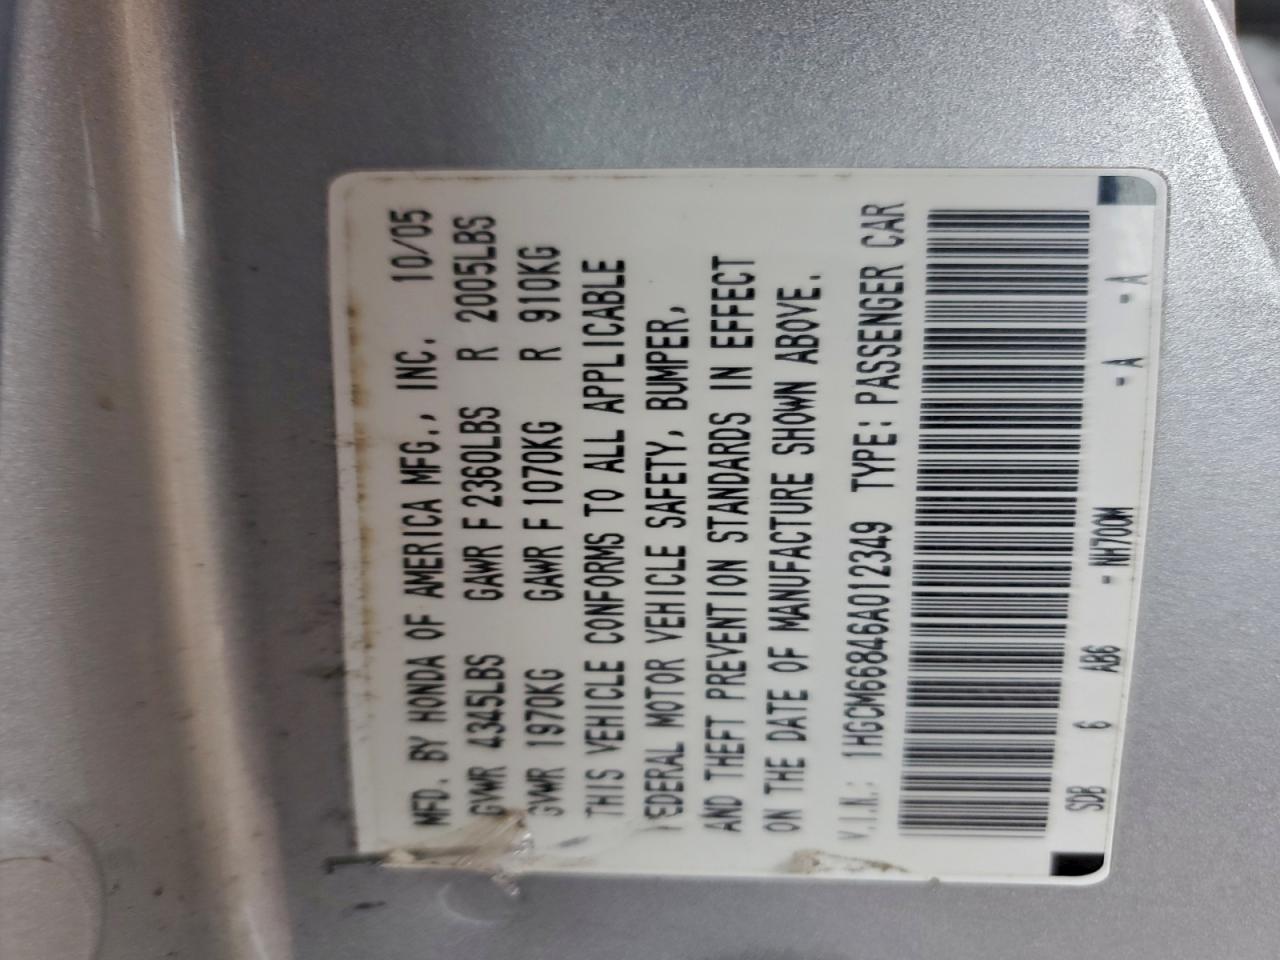 MFD. BY HONDA OF AMERICA MFG., INC. 10/05
GVWR 4345LBS GAWR F 2360LBS R 2005LBS
GVWR 1970KG GAWR F 1070KG R 910KG
THIS VEHICLE CONFORMS TO ALL APPLICABLE
FEDERAL MOTOR VEHICLE SAFETY, BUMPER,
AND THEFT PREVENTION STANDARDS IN EFFECT
ON THE DATE OF MANUFACTURE SHOWN ABOVE.
V.I.N.: 1HGCM66846A012349 TYPE: PASSENGER CAR
SDB 6 AB6 - NH700M - A - A